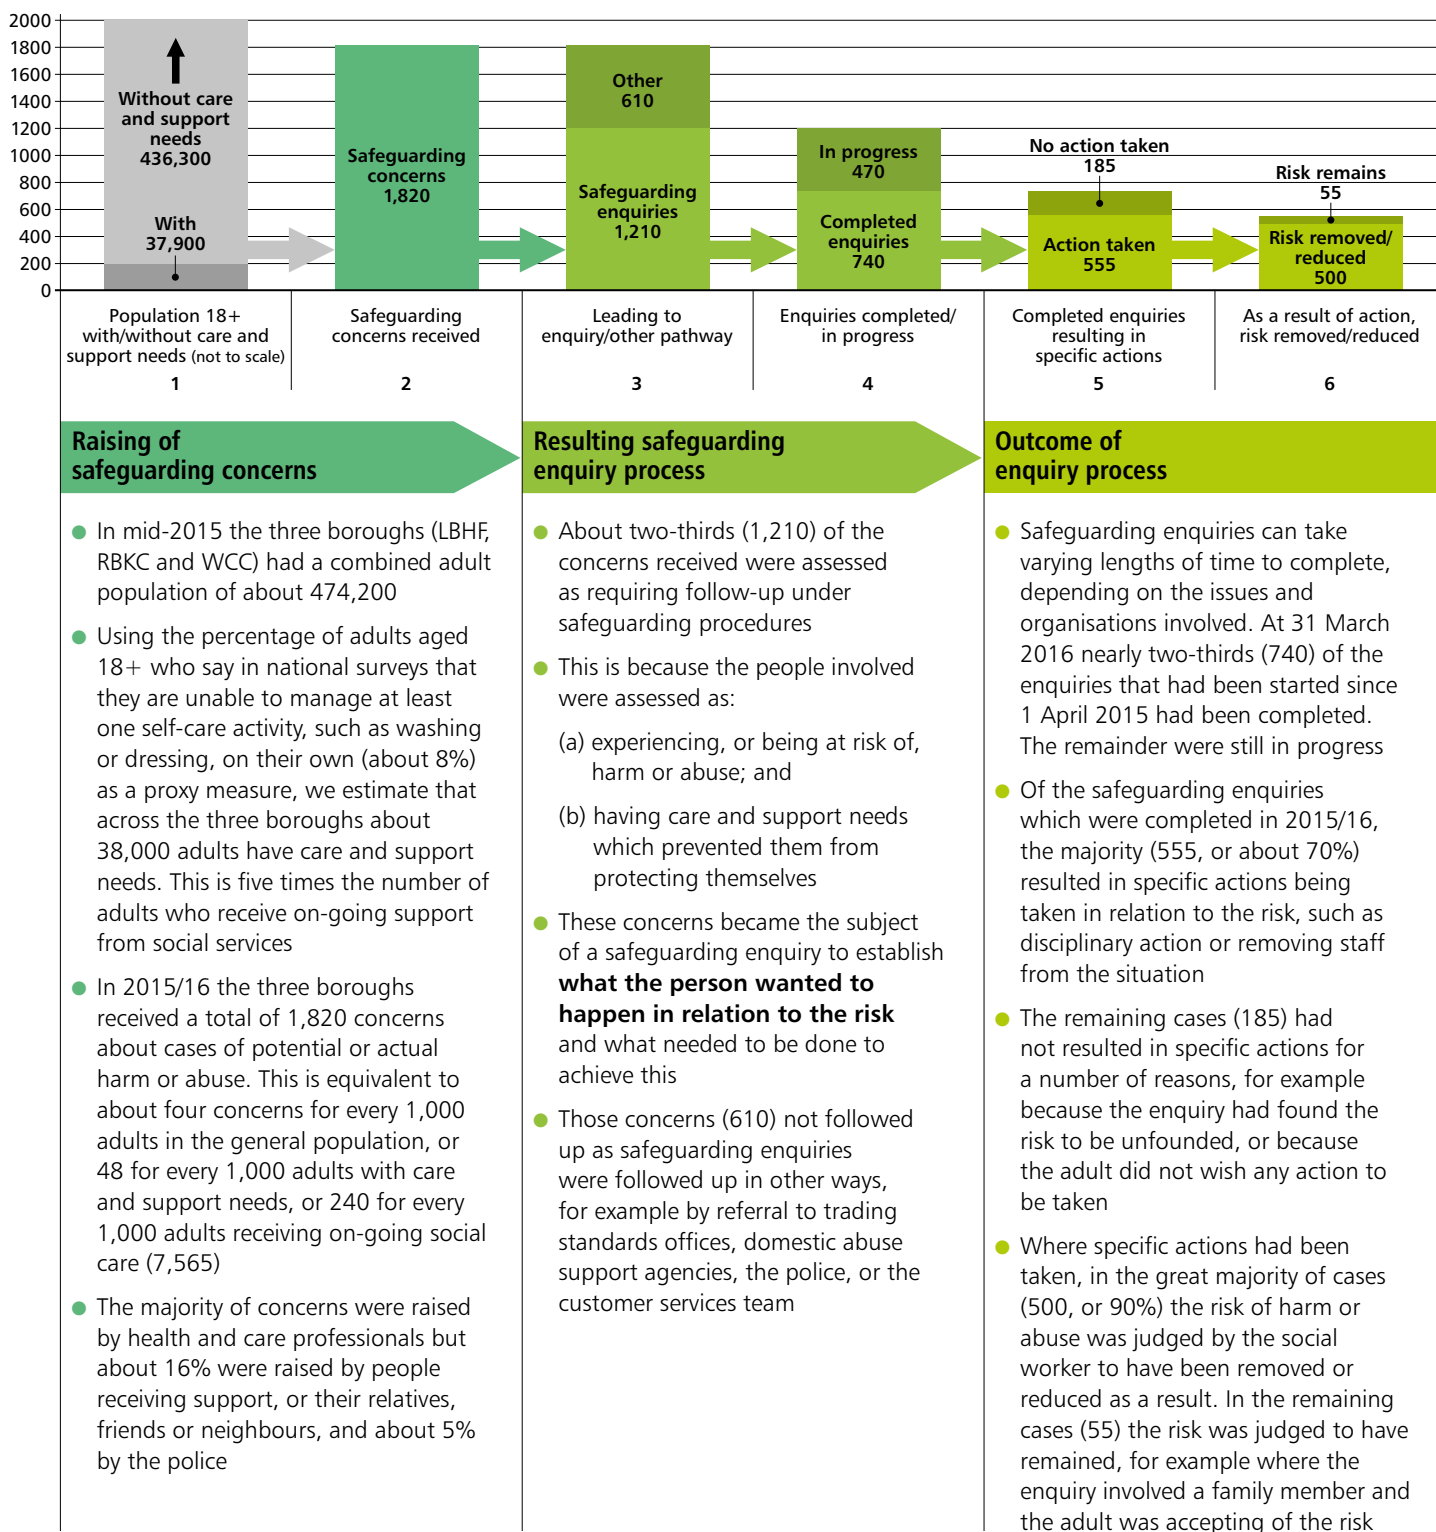 2000
1800
1600
1400
1200
1000
800
600
400
200
0
Without care
and support
needs
436,300
With
37,900
Safeguarding
concerns
1,820
Other
610
Safeguarding
enquiries
1,210
In progress
470
Completed
enquiries
740
No action taken
185
Action taken
555
Risk remains
55
Risk removed/
reduced
500
Population 18+
with/without care and
support needs (not to scale)
1
Safeguarding
concerns received
2
Leading to
enquiry/other pathway
3
Enquiries completed/
in progress
4
Completed enquiries
resulting in
specific actions
5
As a result of action,
risk removed/reduced
6
Raising of
safeguarding concerns
● In mid-2015 the three boroughs (LBHF,
RBKC and WCC) had a combined adult
population of about 474,200
● Using the percentage of adults aged
18+ who say in national surveys that
they are unable to manage at least
one self-care activity, such as washing
or dressing, on their own (about 8%)
as a proxy measure, we estimate that
across the three boroughs about
38,000 adults have care and support
needs. This is five times the number of
adults who receive on-going support
from social services
● In 2015/16 the three boroughs
received a total of 1,820 concerns
about cases of potential or actual
harm or abuse. This is equivalent to
about four concerns for every 1,000
adults in the general population, or
48 for every 1,000 adults with care
and support needs, or 240 for every
1,000 adults receiving on-going social
care (7,565)
● The majority of concerns were raised
by health and care professionals but
about 16% were raised by people
receiving support, or their relatives,
friends or neighbours, and about 5%
by the police
Resulting safeguarding
enquiry process
● About two-thirds (1,210) of the
concerns received were assessed
as requiring follow-up under
safeguarding procedures
● This is because the people involved
were assessed as:
(a) experiencing, or being at risk of,
harm or abuse; and
(b) having care and support needs
which prevented them from
protecting themselves
● These concerns became the subject
of a safeguarding enquiry to establish
what the person wanted to
happen in relation to the risk
and what needed to be done to
achieve this
● Those concerns (610) not followed
up as safeguarding enquiries
were followed up in other ways,
for example by referral to trading
standards offices, domestic abuse
support agencies, the police, or the
customer services team
Outcome of
enquiry process
● Safeguarding enquiries can take
varying lengths of time to complete,
depending on the issues and
organisations involved. At 31 March
2016 nearly two-thirds (740) of the
enquiries that had been started since
1 April 2015 had been completed.
The remainder were still in progress
● Of the safeguarding enquiries
which were completed in 2015/16,
the majority (555, or about 70%)
resulted in specific actions being
taken in relation to the risk, such as
disciplinary action or removing staff
from the situation
● The remaining cases (185) had
not resulted in specific actions for
a number of reasons, for example
because the enquiry had found the
risk to be unfounded, or because
the adult did not wish any action to
be taken
● Where specific actions had been
taken, in the great majority of cases
(500, or 90%) the risk of harm or
abuse was judged by the social
worker to have been removed or
reduced as a result. In the remaining
cases (55) the risk was judged to have
remained, for example where the
enquiry involved a family member and
the adult was accepting of the risk